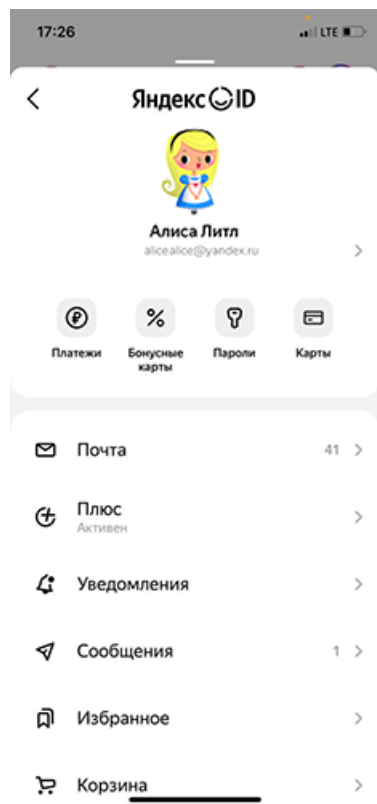 17:26 LTE
Яндекс ID
Алиса Литл
alicealice@yandex.ru
Платежи Бонусные карты Пароли Карты
Почта 41
Плюс
Активен
Уведомления
Сообщения 1
Избранное
Корзина